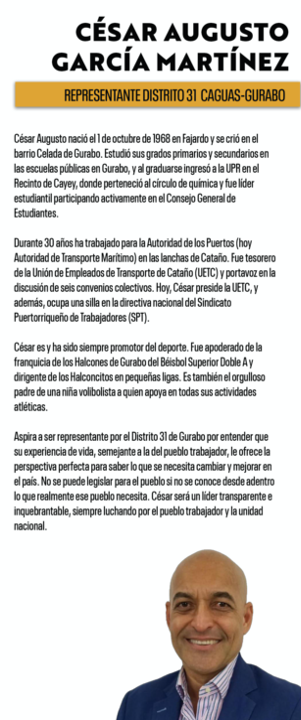 CÉSAR AUGUSTO
GARCÍA MARTÍNEZ
REPRESENTANTE DISTRITO 31 CAGUAS-GURABO
César Augusto nació el 1 de octubre de 1968 en Fajardo y se crió en el
barrio Celada de Gurabo. Estudió sus grados primarios y secundarios en
las escuelas públicas en Gurabo, y al graduarse ingresó a la UPR en el
Recinto de Cayey, donde perteneció al círculo de química y fue líder
estudiantil participando activamente en el Consejo General de
Estudiantes.
Durante 30 años ha trabajado para la Autoridad de los Puertos (hoy
Autoridad de Transporte Marítimo) en las lanchas de Cataño. Fue tesorero
de la Unión de Empleados de Transporte de Cataño (UETC) y portavoz en la
discusión de seis convenios colectivos. Hoy, César preside la UETC, y
además, ocupa una silla en la directiva nacional del Sindicato
Puertorriqueño de Trabajadores (SPT).
César es y ha sido siempre promotor del deporte. Fue apoderado de la
franquicia de los Halcones de Gurabo del Béisbol Superior Doble A y
dirigente de los Halconcitos en pequeñas ligas. Es también el orgulloso
padre de una niña volibolista a quien apoya en todas sus actividades
atléticas.
Aspira a ser representante por el Distrito 31 de Gurabo por entender que
su experiencia de vida, semejante a la del pueblo trabajador, le ofrece la
perspectiva perfecta para saber lo que se necesita cambiar y mejorar en
el país. No se puede legislar para el pueblo si no se conoce desde adentro
lo que realmente ese pueblo necesita. César será un líder transparente e
inquebrantable, siempre luchando por el pueblo trabajador y la unidad
nacional.